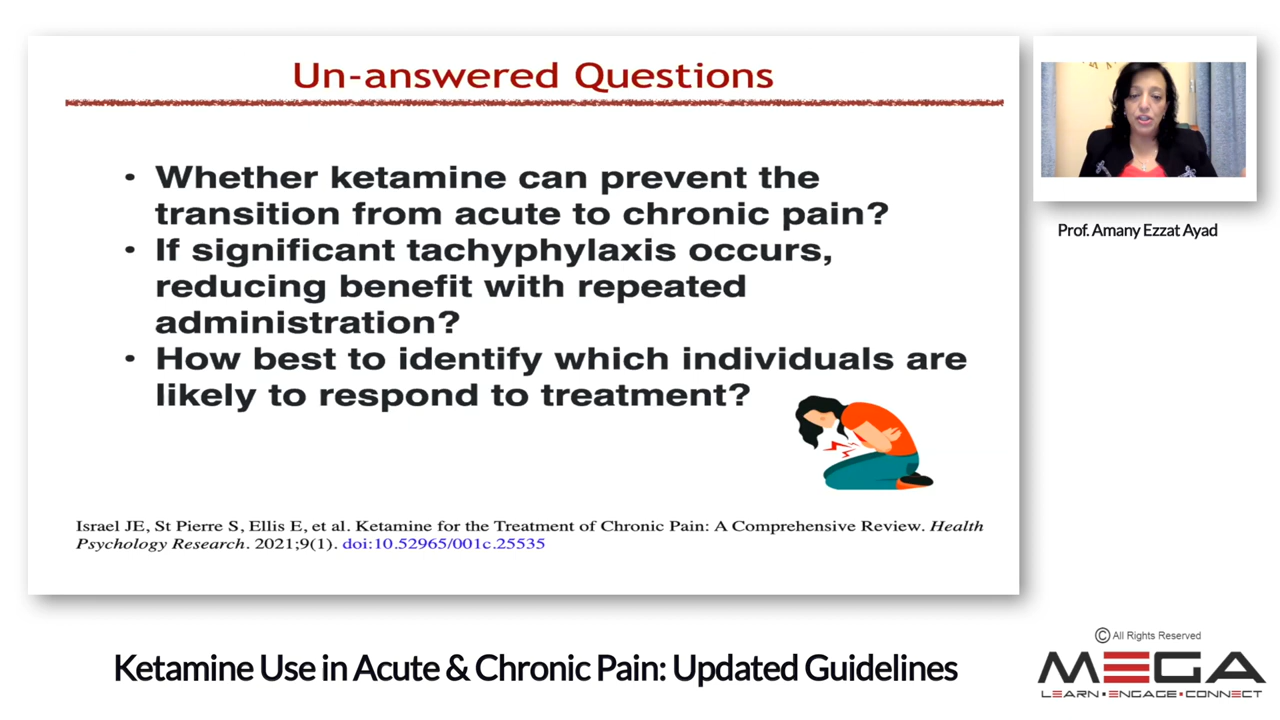 Un-answered Questions
• Whether ketamine can prevent the
transition from acute to chronic pain?
• If significant tachyphylaxis occurs,
reducing benefit with repeated
administration?
• How best to identify which individuals are
likely to respond to treatment?
Israel JE, St Pierre S, Ellis E, et al. Ketamine for the Treatment of Chronic Pain: A Comprehensive Review. Health
Psychology Research. 2021;9(1). doi:10.52965/001c.25535
Prof. Amany Ezzat Ayad
Ketamine Use in Acute & Chronic Pain: Updated Guidelines
© All Rights Reserved
MEGA
LEARN • ENGAGE • CONNECT